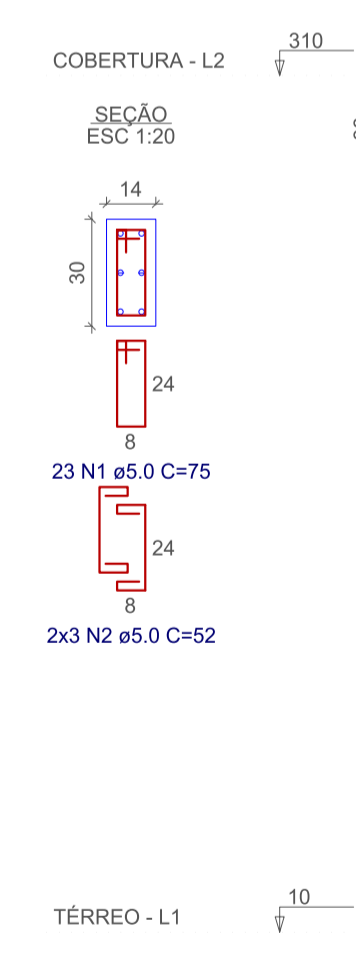 310
COBERTURA - L2
SEÇÃO
ESC 1:20
14
30
24
8
23 N1 ø5.0 C=75
24
8
2x3 N2 ø5.0 C=52
10
TÉRREO - L1